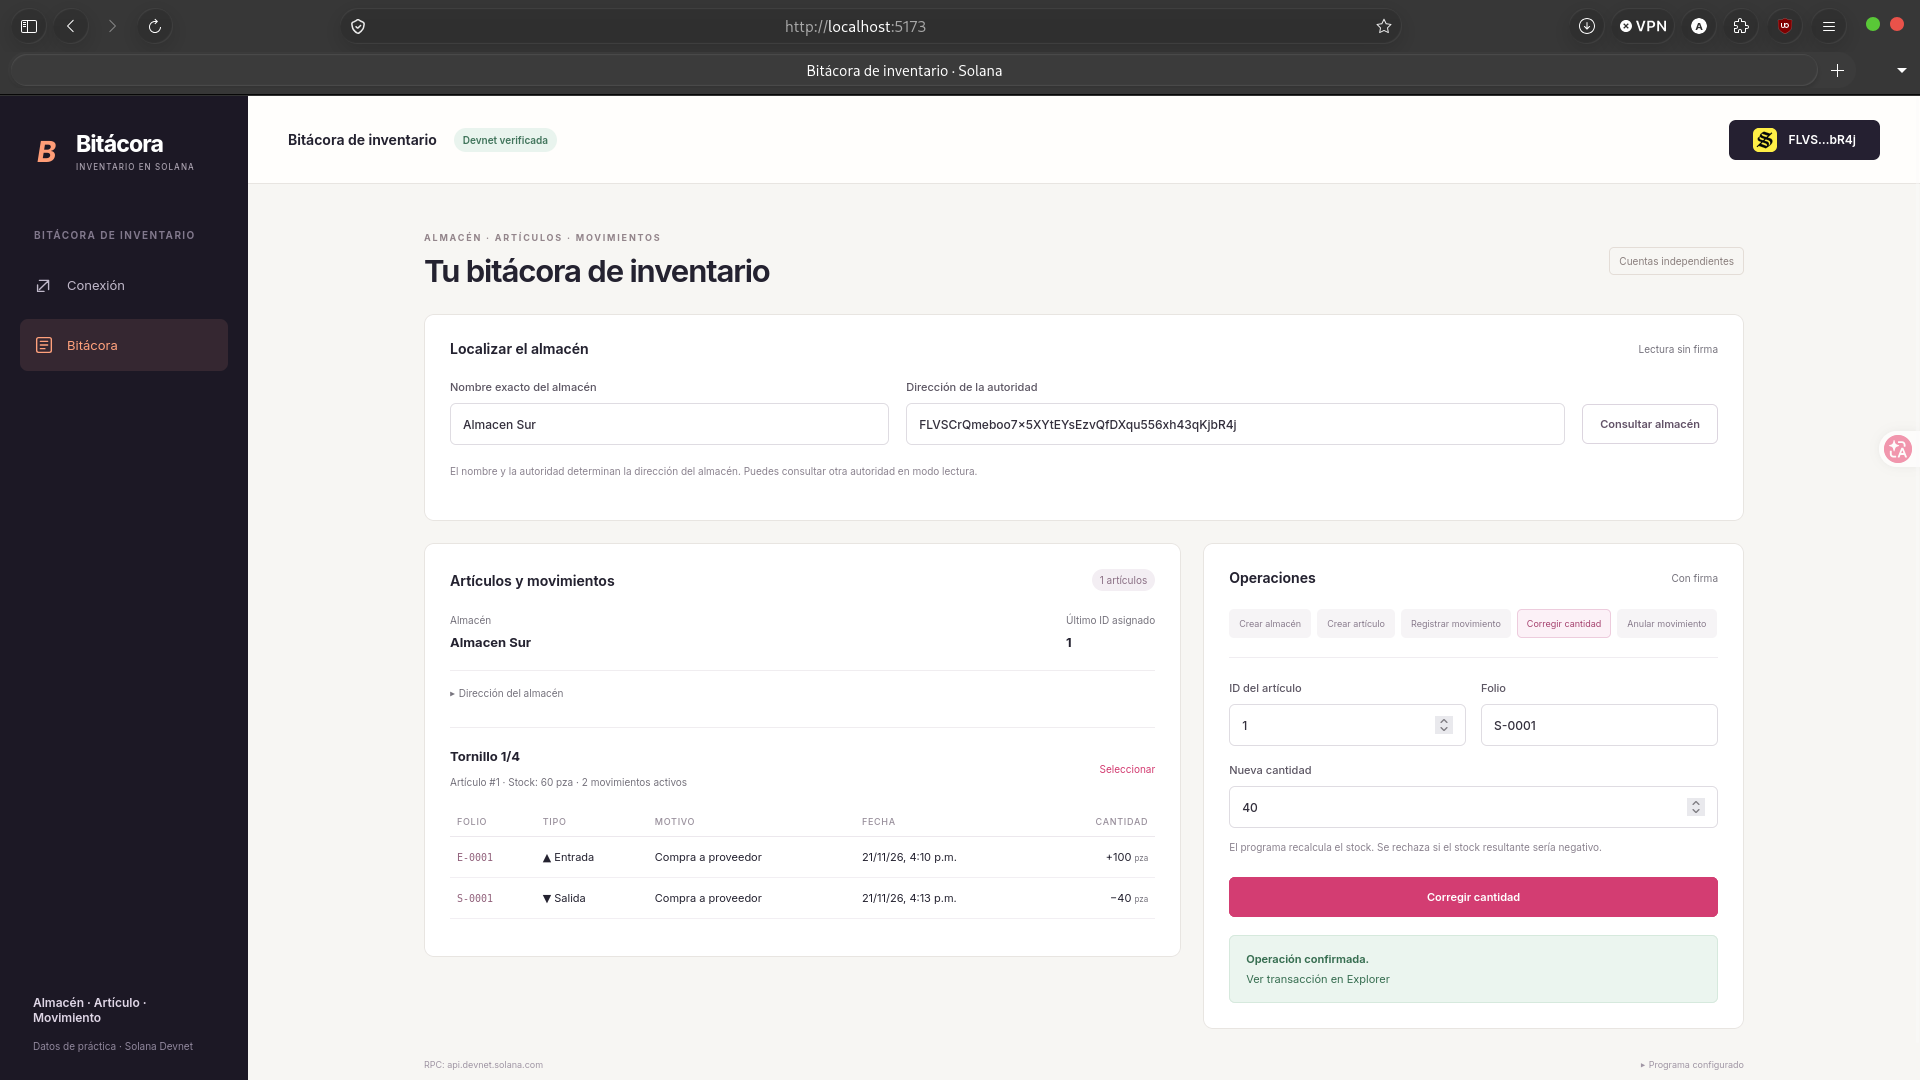 http://localhost:5173
VPN
Bitácora de inventario · Solana
B
Bitácora
INVENTARIO EN SOLANA
BITÁCORA DE INVENTARIO
Conexión
Bitácora
Almacén · Artículo ·
Movimiento
Datos de práctica · Solana Devnet
Bitácora de inventario
Devnet verificada
FLVS...bR4j
ALMACÉN · ARTÍCULOS · MOVIMIENTOS
Tu bitácora de inventario
Cuentas independientes
Localizar el almacén
Lectura sin firma
Nombre exacto del almacén
Dirección de la autoridad
Almacen Sur
FLVSCrQmeboo7x5XYtEYsEzvQfDXqu556xh43qKjbR4j
Consultar almacén
El nombre y la autoridad determinan la dirección del almacén. Puedes consultar otra autoridad en modo lectura.
Artículos y movimientos
1 artículos
Almacén
Último ID asignado
Almacen Sur
1
▸ Dirección del almacén
Tornillo 1/4
Artículo #1 · Stock: 60 pza · 2 movimientos activos
Seleccionar
FOLIO TIPO MOTIVO FECHA CANTIDAD
E-0001 ▲ Entrada Compra a proveedor 21/11/26, 4:10 p.m. +100 pza
S-0001 ▼ Salida Compra a proveedor 21/11/26, 4:13 p.m. −40 pza
Operaciones
Con firma
Crear almacén
Crear artículo
Registrar movimiento
Corregir cantidad
Anular movimiento
ID del artículo
Folio
1
S-0001
Nueva cantidad
40
El programa recalcula el stock. Se rechaza si el stock resultante sería negativo.
Corregir cantidad
Operación confirmada.
Ver transacción en Explorer
RPC: api.devnet.solana.com
▸ Programa configurado